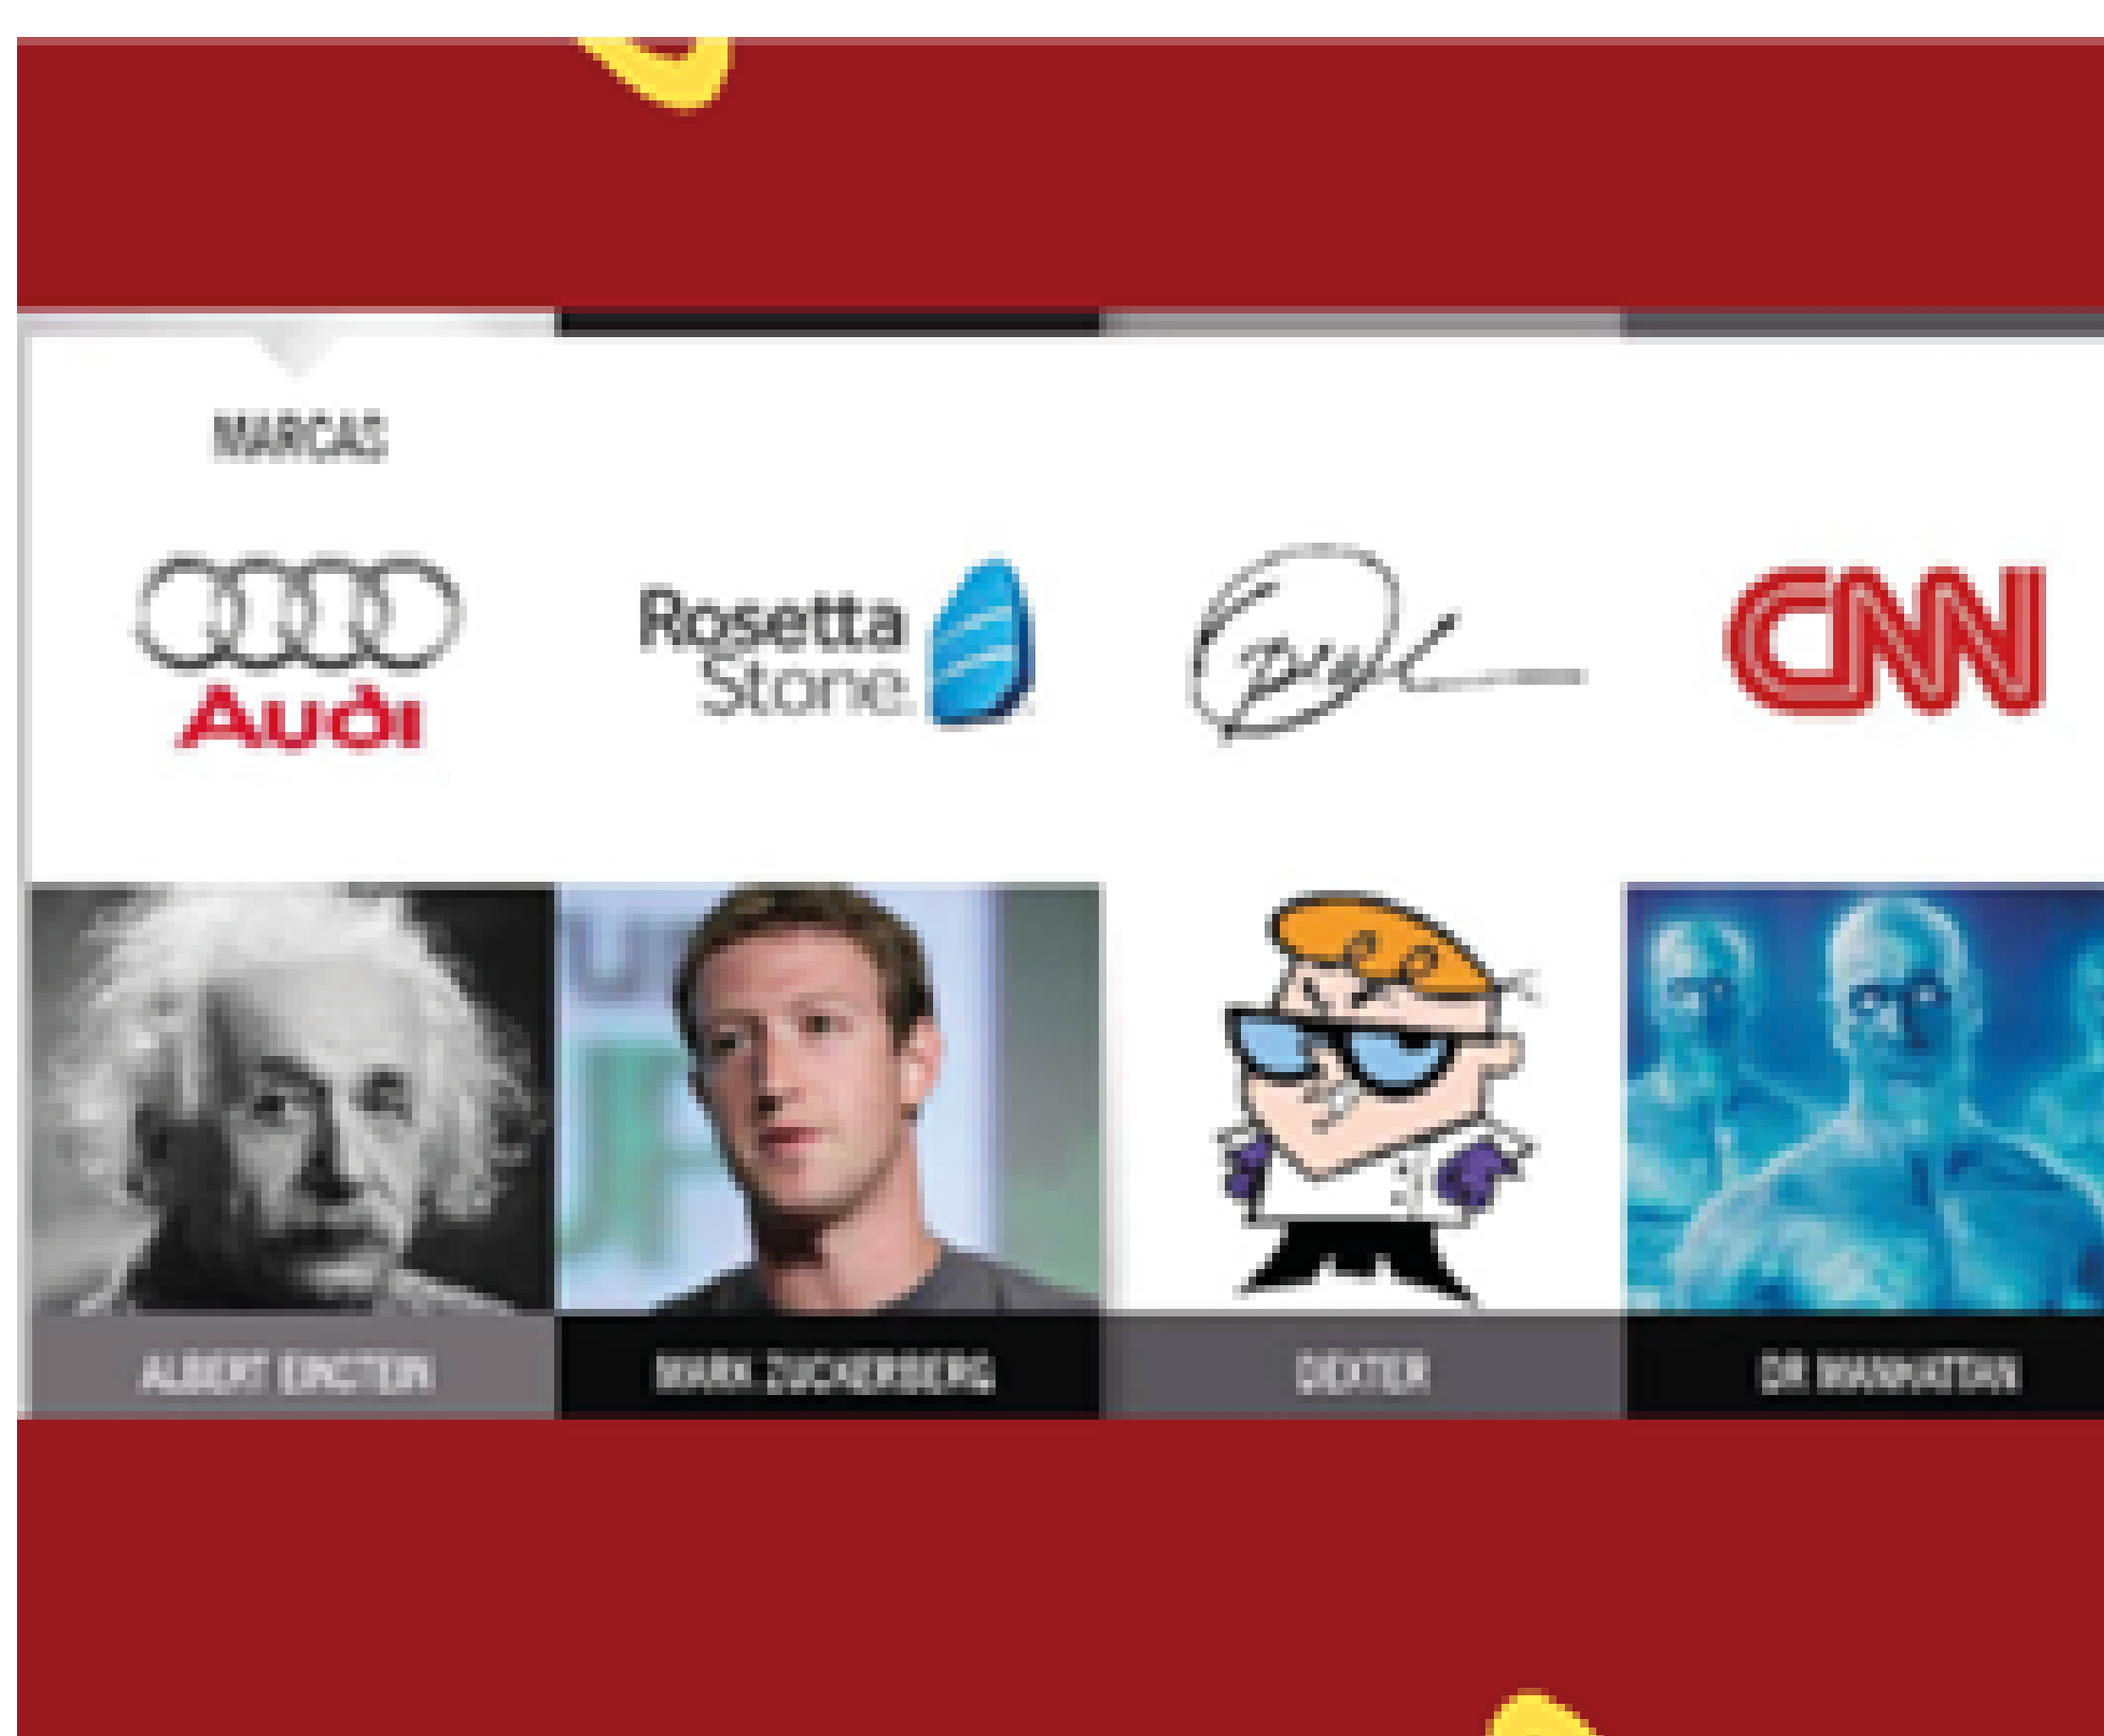 MARCAS
Audi
Rosetta
Stone
CNN
ALBERT EINSTEIN
MARK ZUCKERBERG
DEXTER
DR MANHATTAN